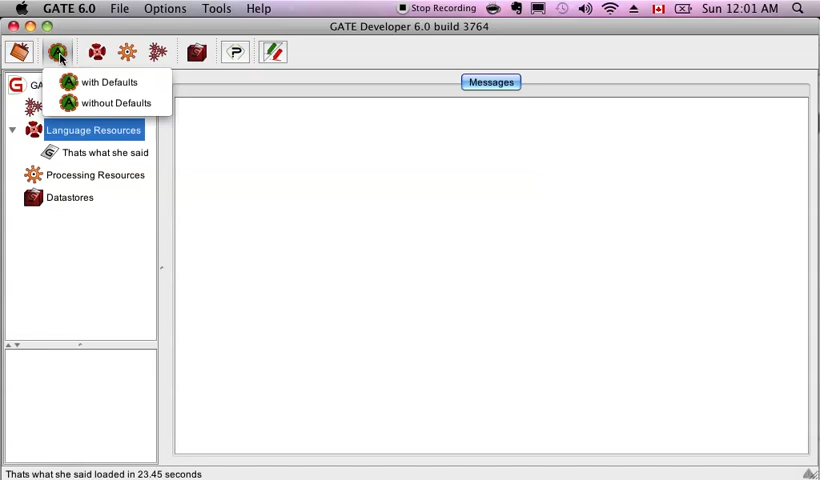 GATE 6.0 File Options Tools Help Stop Recording Sun 12:01 AM
GATE Developer 6.0 build 3764
with Defaults
without Defaults
GA
Messages
Language Resources
Thats what she said
Processing Resources
Datastores
Thats what she said loaded in 23.45 seconds